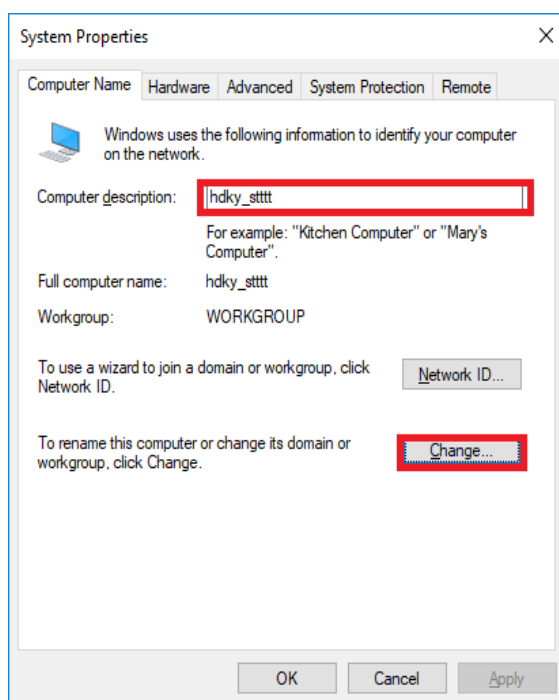 System Properties
Computer Name Hardware Advanced System Protection Remote
Windows uses the following information to identify your computer
on the network.
Computer description: hdky_stttt
For example: "Kitchen Computer" or "Mary's
Computer".
Full computer name: hdky_stttt
Workgroup: WORKGROUP
To use a wizard to join a domain or workgroup, click
Network ID.
Network ID...
To rename this computer or change its domain or
workgroup, click Change.
Change...
OK Cancel Apply